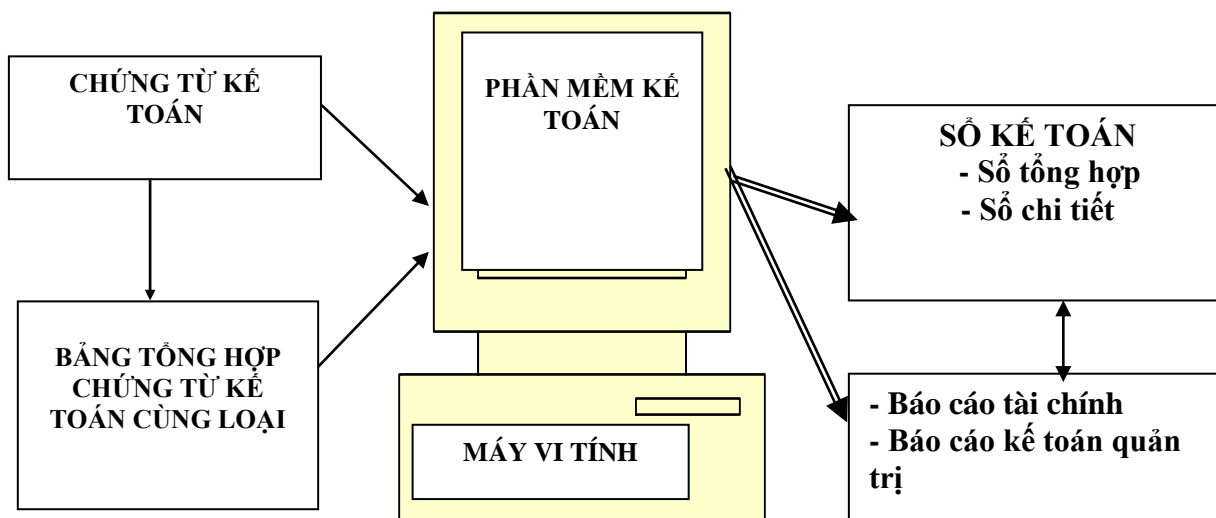 CHỨNG TỪ KẾ
TOÁN
BẢNG TỔNG HỢP
CHỨNG TỪ KẾ
TOÁN CÙNG LOẠI
PHẦN MỀM KẾ
TOÁN
MÁY VI TÍNH
SỔ KẾ TOÁN
- Sổ tổng hợp
- Sổ chi tiết
- Báo cáo tài chính
- Báo cáo kế toán quản
trị